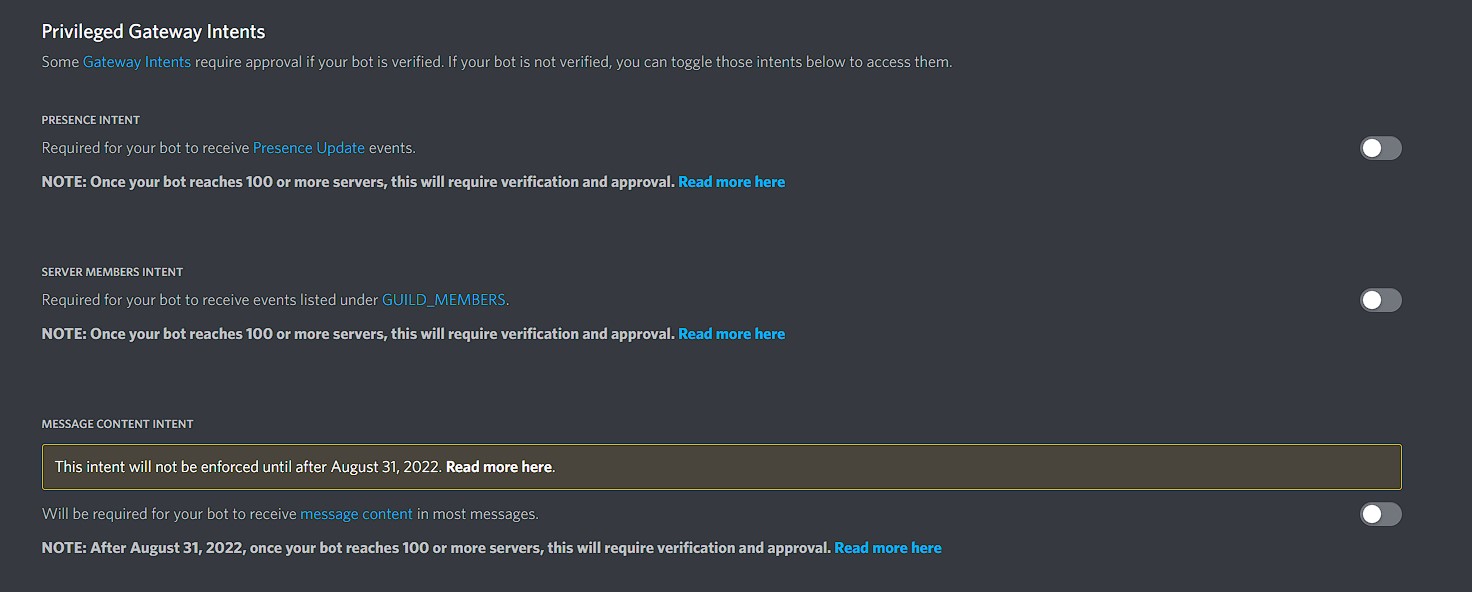 Privileged Gateway Intents
Some Gateway Intents require approval if your bot is verified. If your bot is not verified, you can toggle those intents below to access them.
PRESENCE INTENT
Required for your bot to receive Presence Update events.
NOTE: Once your bot reaches 100 or more servers, this will require verification and approval. Read more here
SERVER MEMBERS INTENT
Required for your bot to receive events listed under GUILD_MEMBERS.
NOTE: Once your bot reaches 100 or more servers, this will require verification and approval. Read more here
MESSAGE CONTENT INTENT
This intent will not be enforced until after August 31, 2022. Read more here.
Will be required for your bot to receive message content in most messages.
NOTE: After August 31, 2022, once your bot reaches 100 or more servers, this will require verification and approval. Read more here